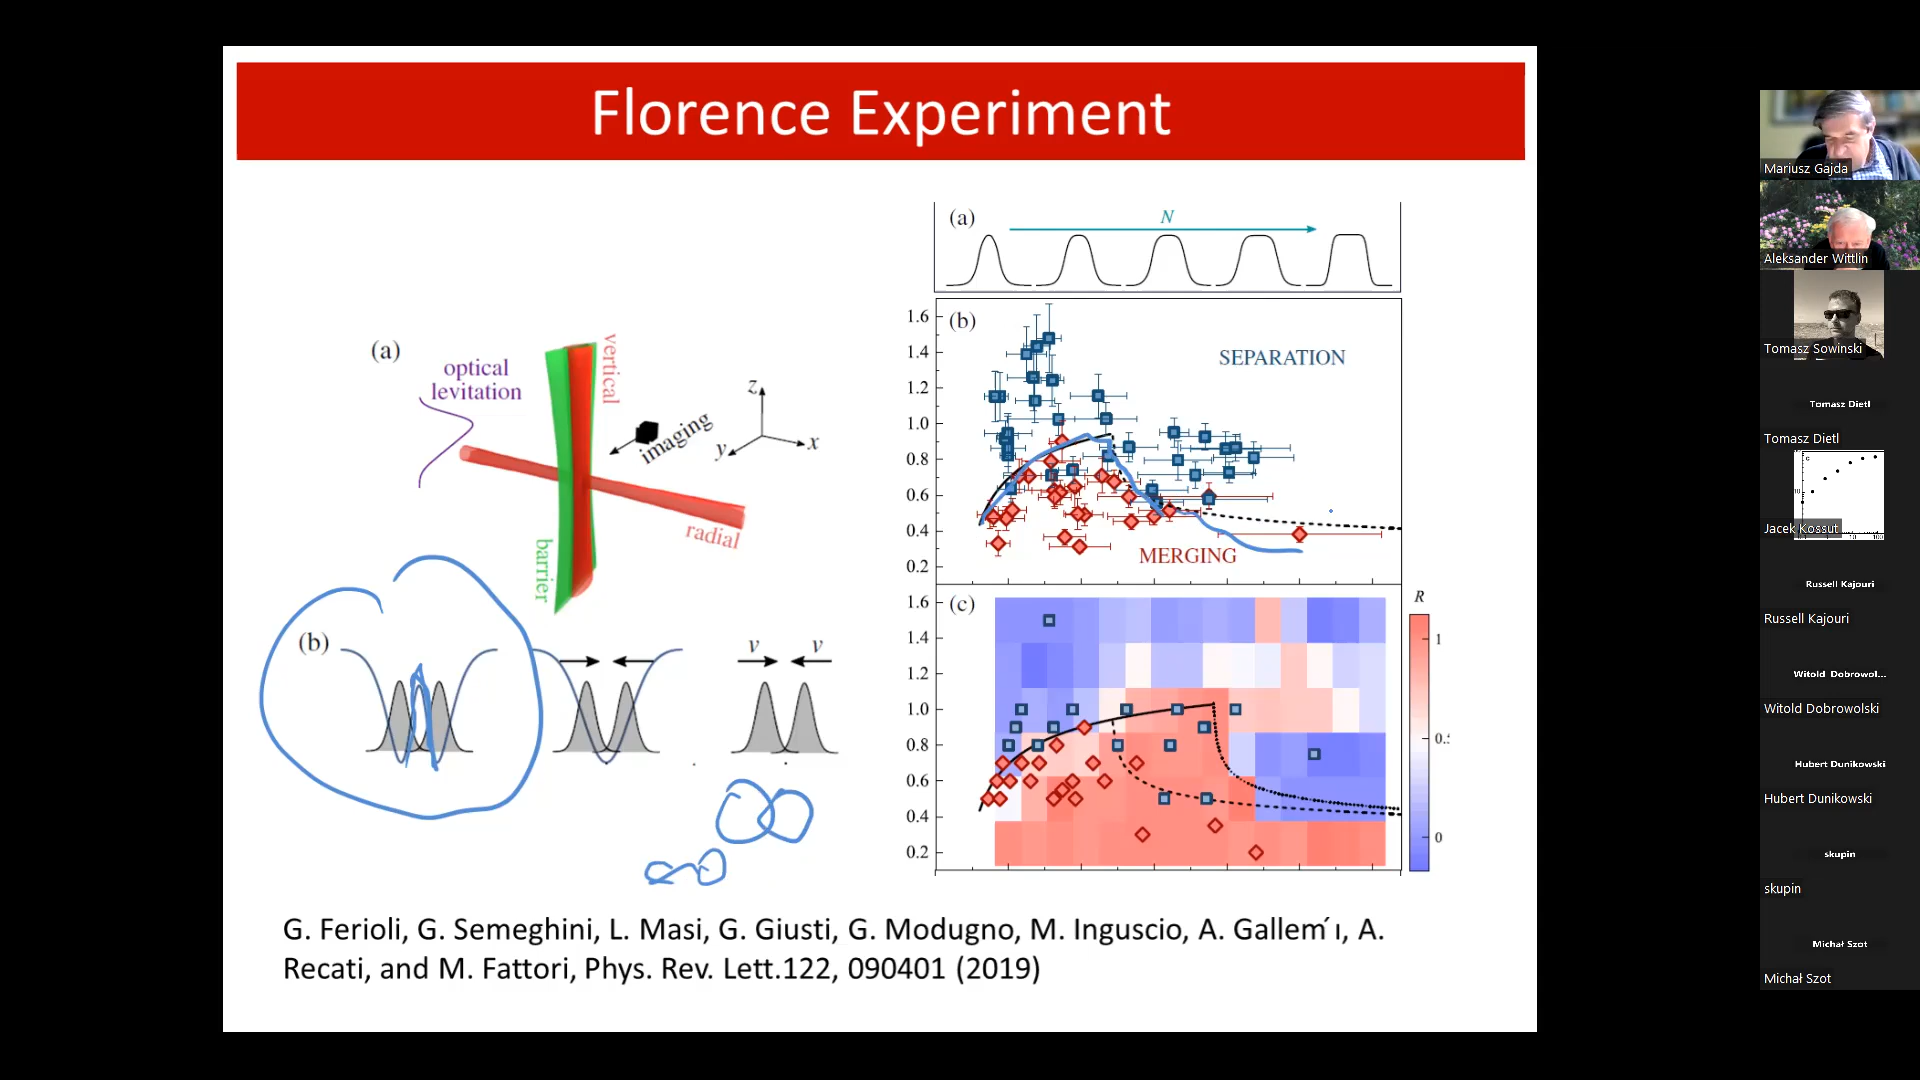 Florence Experiment
(a)
optical
levitation
vertical
imaging
z
y
x
radial
barrier
(b)
v v
(a)
N
(b)
SEPARATION
MERGING
1.6
1.4
1.2
1.0
0.8
0.6
0.4
0.2
(c)
1.6
1.4
1.2
1.0
0.8
0.6
0.4
0.2
R
1
0.5
0
G. Ferioli, G. Semeghini, L. Masi, G. Giusti, G. Modugno, M. Inguscio, A. Gallem ́ı, A.
Recati, and M. Fattori, Phys. Rev. Lett.122, 090401 (2019)
Mariusz Gajda
Aleksander Wittlin
Tomasz Sowinski
Tomasz Dietl
Tomasz Dietl
Jacek Kossut
Russell Kajouri
Russell Kajouri
Witold Dobrowol...
Witold Dobrowolski
Hubert Dunikowski
Hubert Dunikowski
skupin
skupin
Michał Szot
Michał Szot